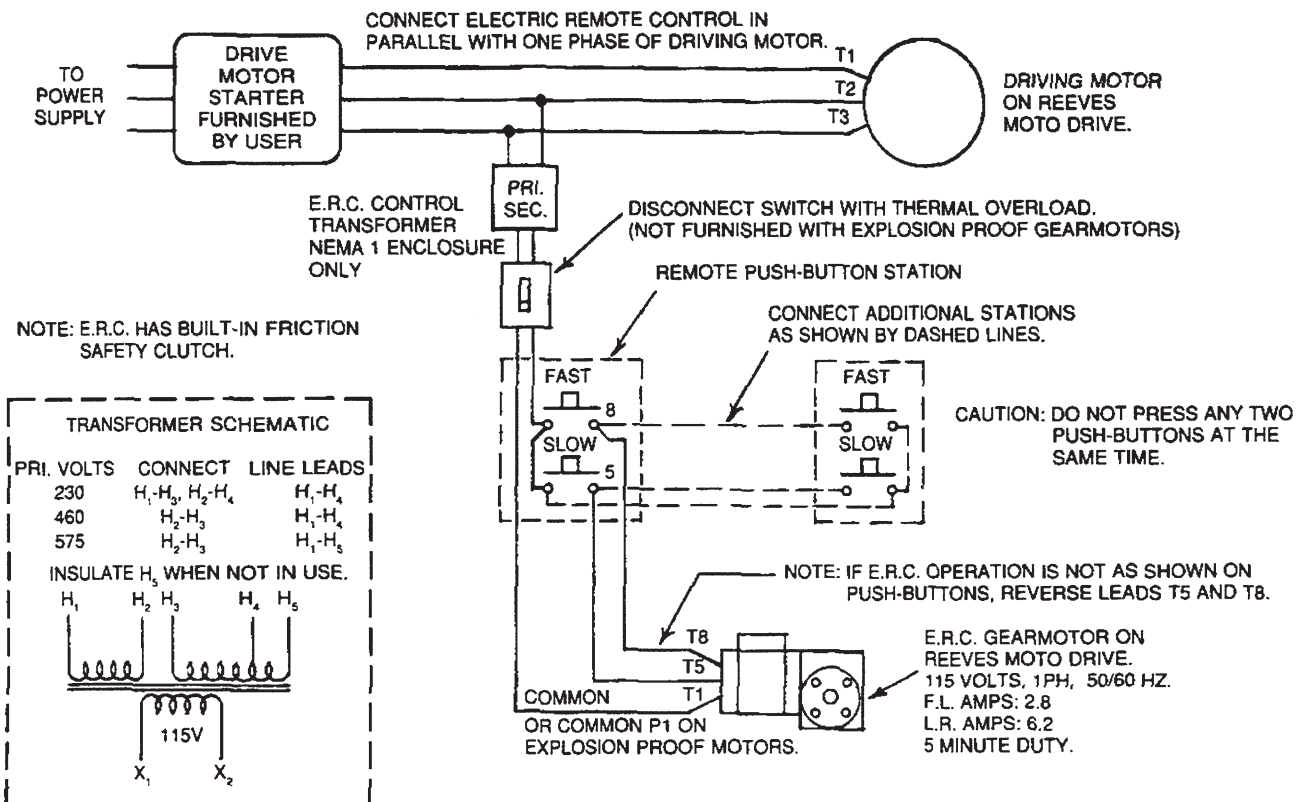 CONNECT ELECTRIC REMOTE CONTROL IN
PARALLEL WITH ONE PHASE OF DRIVING MOTOR.
TO
POWER
SUPPLY
DRIVE
MOTOR
STARTER
FURNISHED
BY USER
T1
T2
T3
DRIVING MOTOR
ON REEVES
MOTO DRIVE.
E.R.C. CONTROL
TRANSFORMER
NEMA 1 ENCLOSURE
ONLY
PRI.
SEC.
DISCONNECT SWITCH WITH THERMAL OVERLOAD.
(NOT FURNISHED WITH EXPLOSION PROOF GEARMOTORS)
REMOTE PUSH-BUTTON STATION
CONNECT ADDITIONAL STATIONS
AS SHOWN BY DASHED LINES.
NOTE: E.R.C. HAS BUILT-IN FRICTION
SAFETY CLUTCH.
FAST
8
SLOW
5
FAST
SLOW
CAUTION: DO NOT PRESS ANY TWO
PUSH-BUTTONS AT THE
SAME TIME.
TRANSFORMER SCHEMATIC
PRI. VOLTS CONNECT LINE LEADS
230 H₁-H₃, H₂-H₄ H₁-H₄
460 H₂-H₃ H₁-H₄
575 H₂-H₃ H₁-H₅
INSULATE H₅ WHEN NOT IN USE.
H₁ H₂ H₃ H₄ H₅
115V
X₁ X₂
NOTE: IF E.R.C. OPERATION IS NOT AS SHOWN ON
PUSH-BUTTONS, REVERSE LEADS T5 AND T8.
T8
T5
T1
COMMON
OR COMMON P1 ON
EXPLOSION PROOF MOTORS.
E.R.C. GEARMOTOR ON
REEVES MOTO DRIVE.
115 VOLTS, 1PH, 50/60 HZ.
F.L. AMPS: 2.8
L.R. AMPS: 6.2
5 MINUTE DUTY.